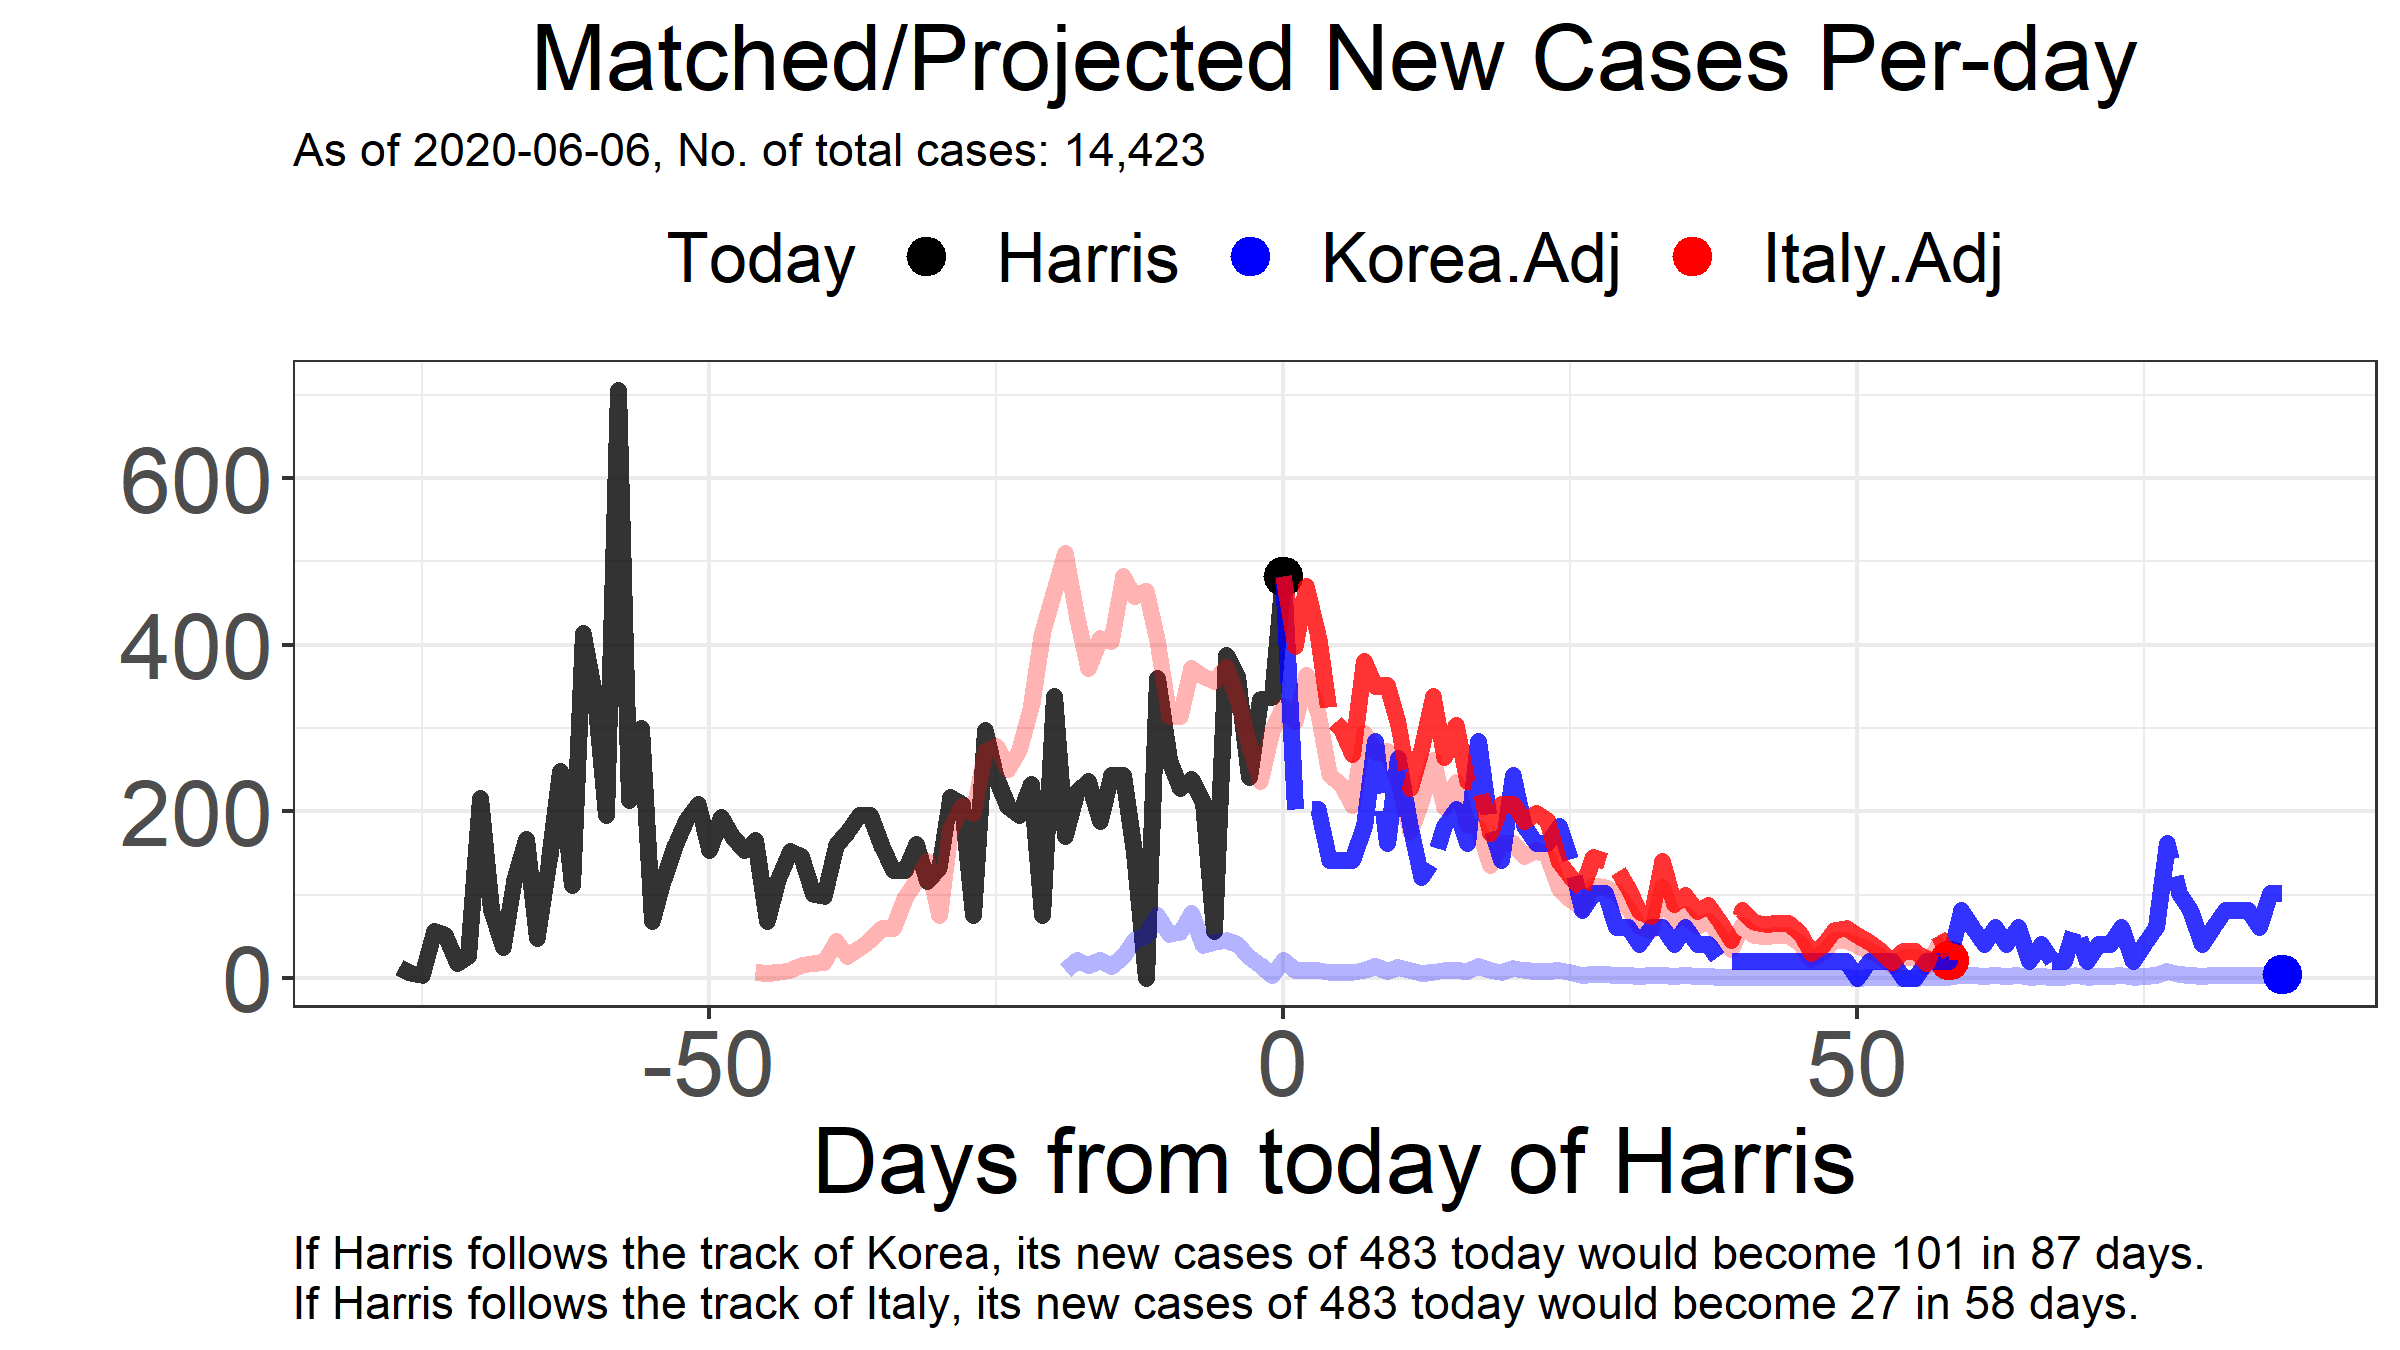 Matched/Projected New Cases Per-day
As of 2020-06-06, No. of total cases: 14,423
Today Harris Korea.Adj Italy.Adj
600
400
200
0
-50 0 50
Days from today of Harris
If Harris follows the track of Korea, its new cases of 483 today would become 101 in 87 days.
If Harris follows the track of Italy, its new cases of 483 today would become 27 in 58 days.